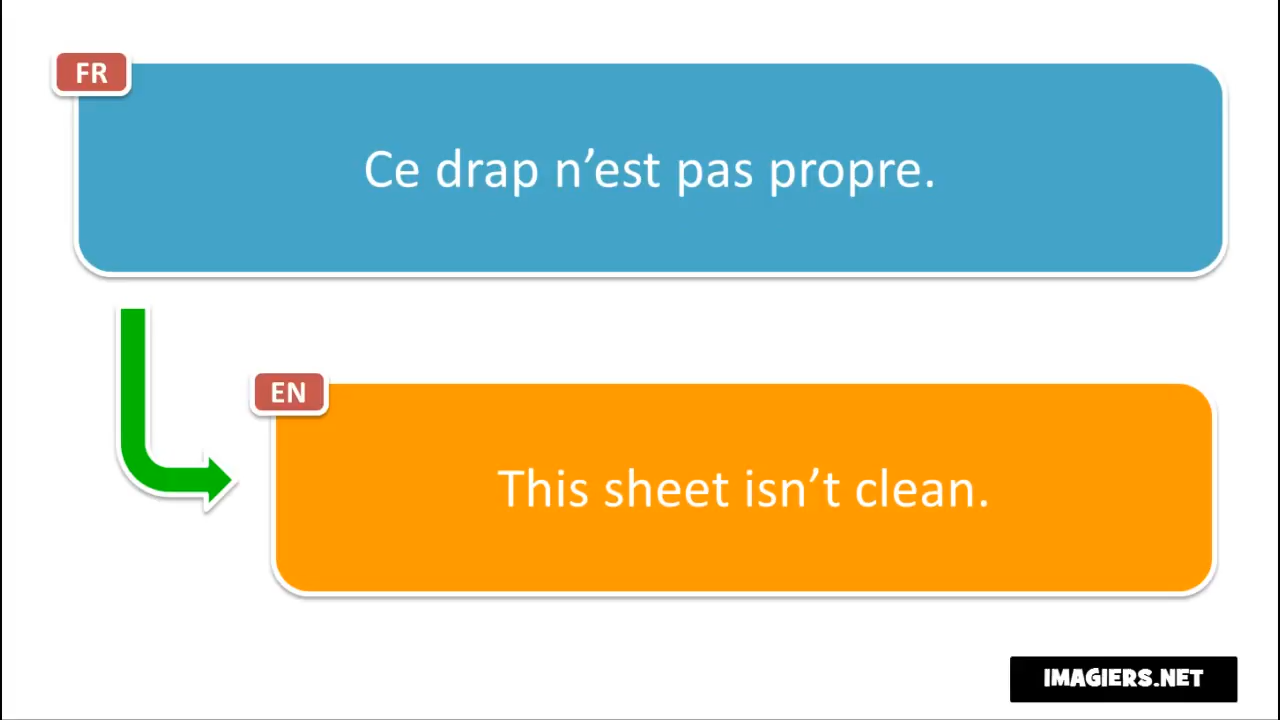 FR
Ce drap n’est pas propre.
EN
This sheet isn’t clean.
IMAGIERS.NET